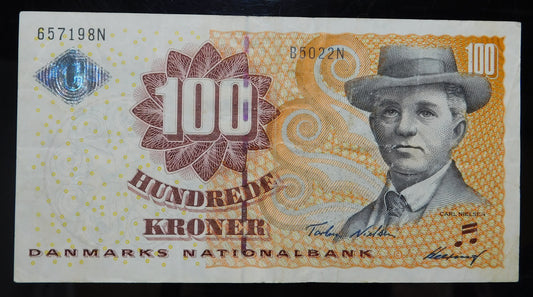 657198N
B5022N
100
100
HUNDREDE
KRONER
CARL NIELSEN
DANMARKS NATIONALBANK